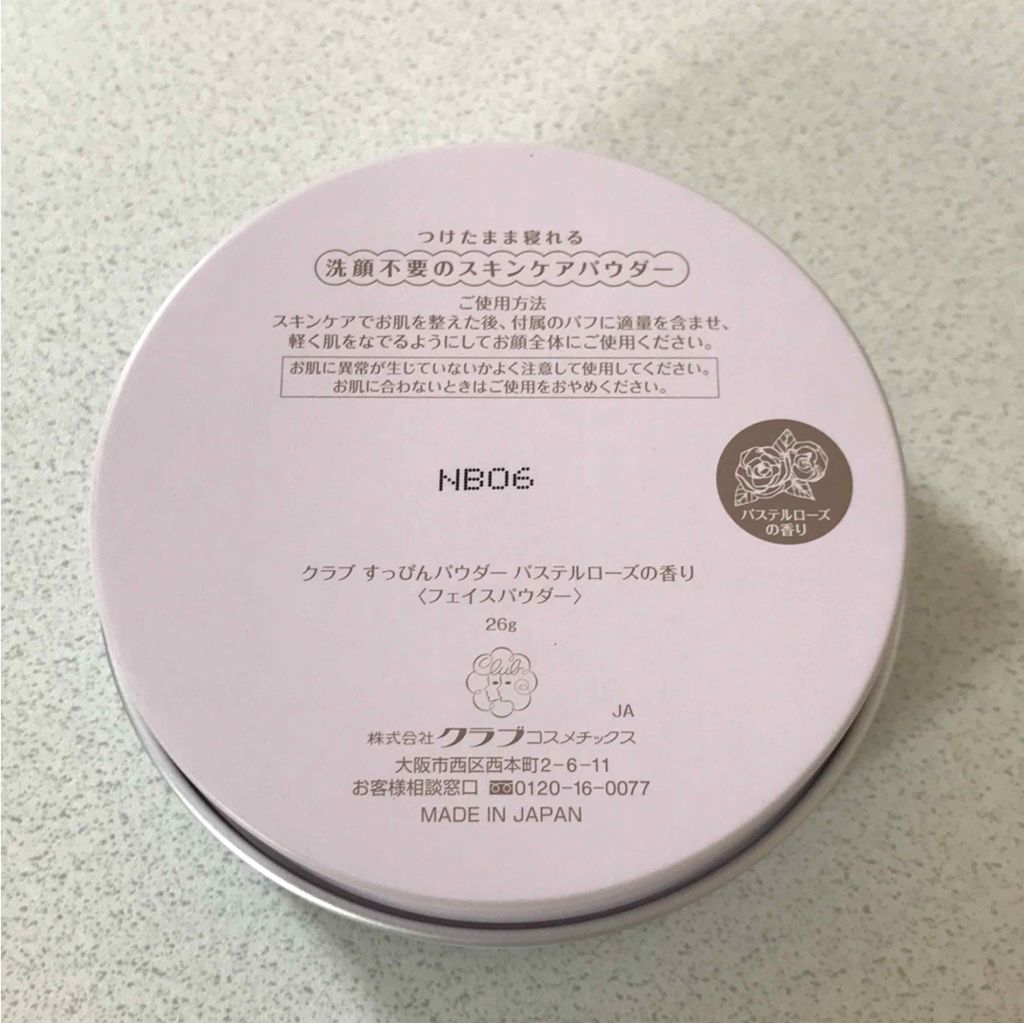 つけたまま寝れる
洗顔不要のスキンケアパウダー
ご使用方法
スキンケアでお肌を整えた後、付属のパフに適量を含ませ、
軽く肌をなでるようにしてお顔全体にご使用ください。
お肌に異常が生じていないかよく注意して使用してください。
お肌に合わないときはご使用をおやめください。
NB06
パステルローズ
の香り
クラブ すっぴんパウダー パステルローズの香り
〈フェイスパウダー〉
26g
Club
JA
株式会社 クラブコスメチックス
大阪市西区西本町2-6-11
お客様相談窓口 0120-16-0077
MADE IN JAPAN